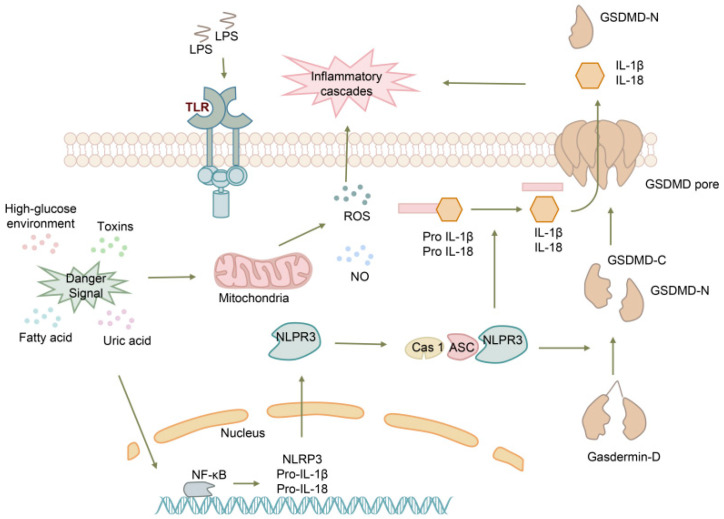 GSDMD-N
LPS
LPS
IL-1β
IL-18
Inflammatory
cascades
TLR
GSDMD pore
High-glucose
environment
Toxins
ROS
Pro IL-1β
Pro IL-18
IL-1β
IL-18
GSDMD-C
GSDMD-N
Danger
Signal
Mitochondria
NO
Fatty acid
Uric acid
NLPR3
Cas 1
ASC
NLPR3
Nucleus
Gasdermin-D
NLRP3
Pro-IL-1β
Pro-IL-18
NF-κB